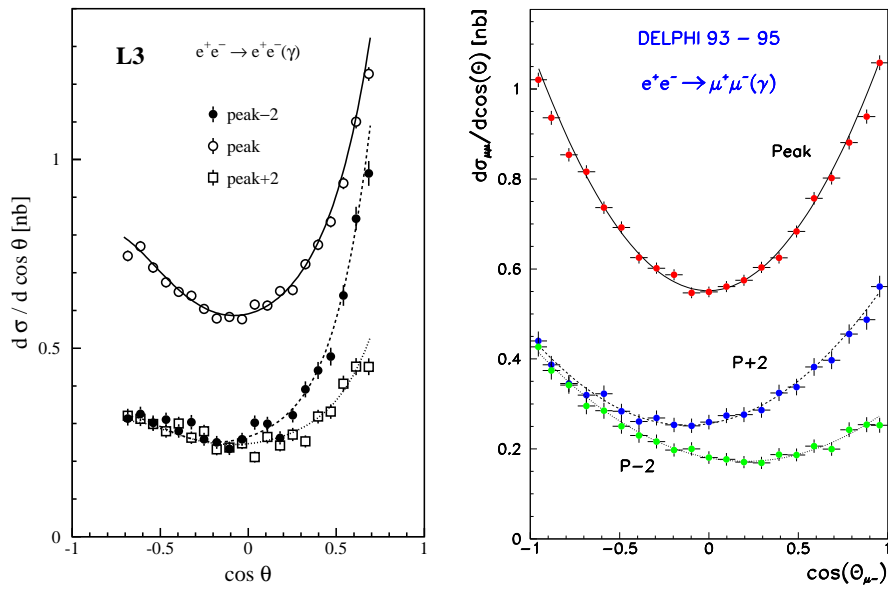 L3
e⁺e⁻ → e⁺e⁻(γ)
peak−2
peak
peak+2
1
0.5
0
-1
-0.5
0
0.5
1
cos θ
d σ / d cos θ [nb]
DELPHI 93 − 95
e⁺e⁻ → μ⁺μ⁻(γ)
Peak
P+2
P−2
1
0.8
0.6
0.4
0.2
0
−1
−0.5
0
0.5
1
cos(Θμ−)
dσμμ/dcos(Θ) [nb]